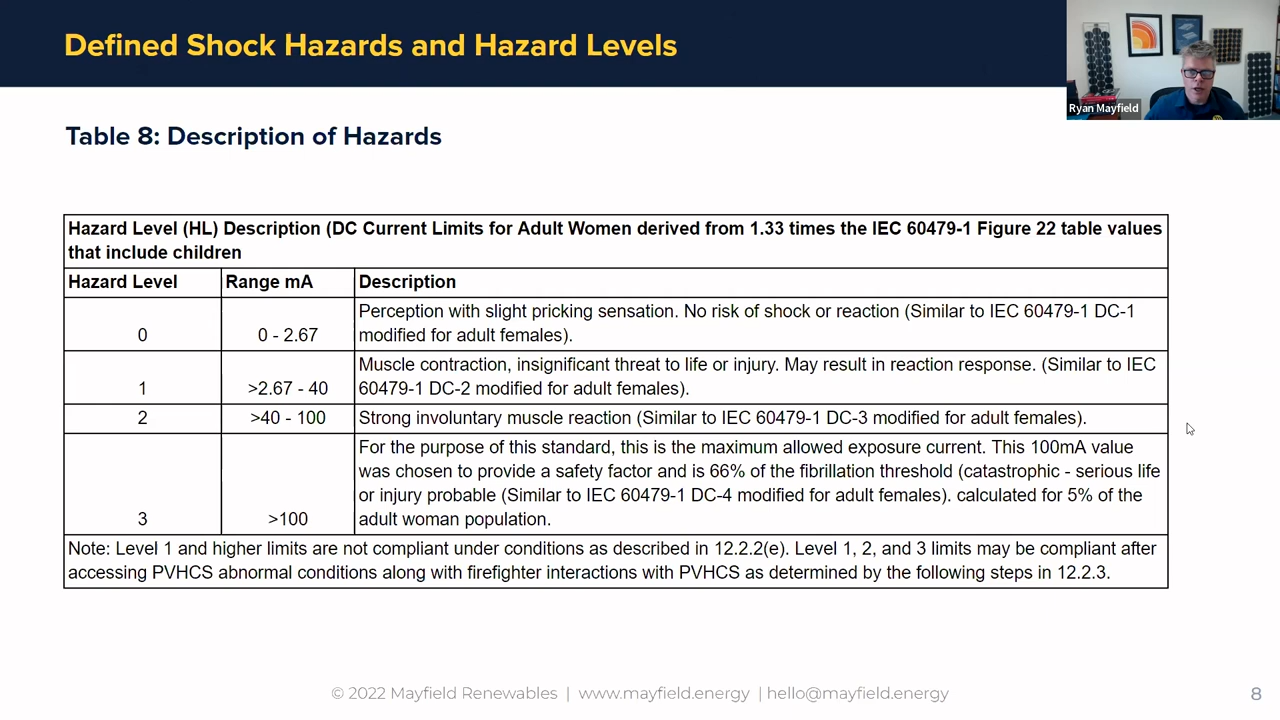 Defined Shock Hazards and Hazard Levels
Ryan Mayfield
Table 8: Description of Hazards
Hazard Level (HL) Description (DC Current Limits for Adult Women derived from 1.33 times the IEC 60479-1 Figure 22 table values
that include children
Hazard Level Range mA Description
Perception with slight pricking sensation. No risk of shock or reaction (Similar to IEC 60479-1 DC-1
0 0 - 2.67 modified for adult females).
Muscle contraction, insignificant threat to life or injury. May result in reaction response. (Similar to IEC
1 >2.67 - 40 60479-1 DC-2 modified for adult females).
2 >40 - 100 Strong involuntary muscle reaction (Similar to IEC 60479-1 DC-3 modified for adult females).
For the purpose of this standard, this is the maximum allowed exposure current. This 100mA value
was chosen to provide a safety factor and is 66% of the fibrillation threshold (catastrophic - serious life
or injury probable (Similar to IEC 60479-1 DC-4 modified for adult females). calculated for 5% of the
3 >100 adult woman population.
Note: Level 1 and higher limits are not compliant under conditions as described in 12.2.2(e). Level 1, 2, and 3 limits may be compliant after
accessing PVHCS abnormal conditions along with firefighter interactions with PVHCS as determined by the following steps in 12.2.3.
© 2022 Mayfield Renewables | www.mayfield.energy | hello@mayfield.energy
8